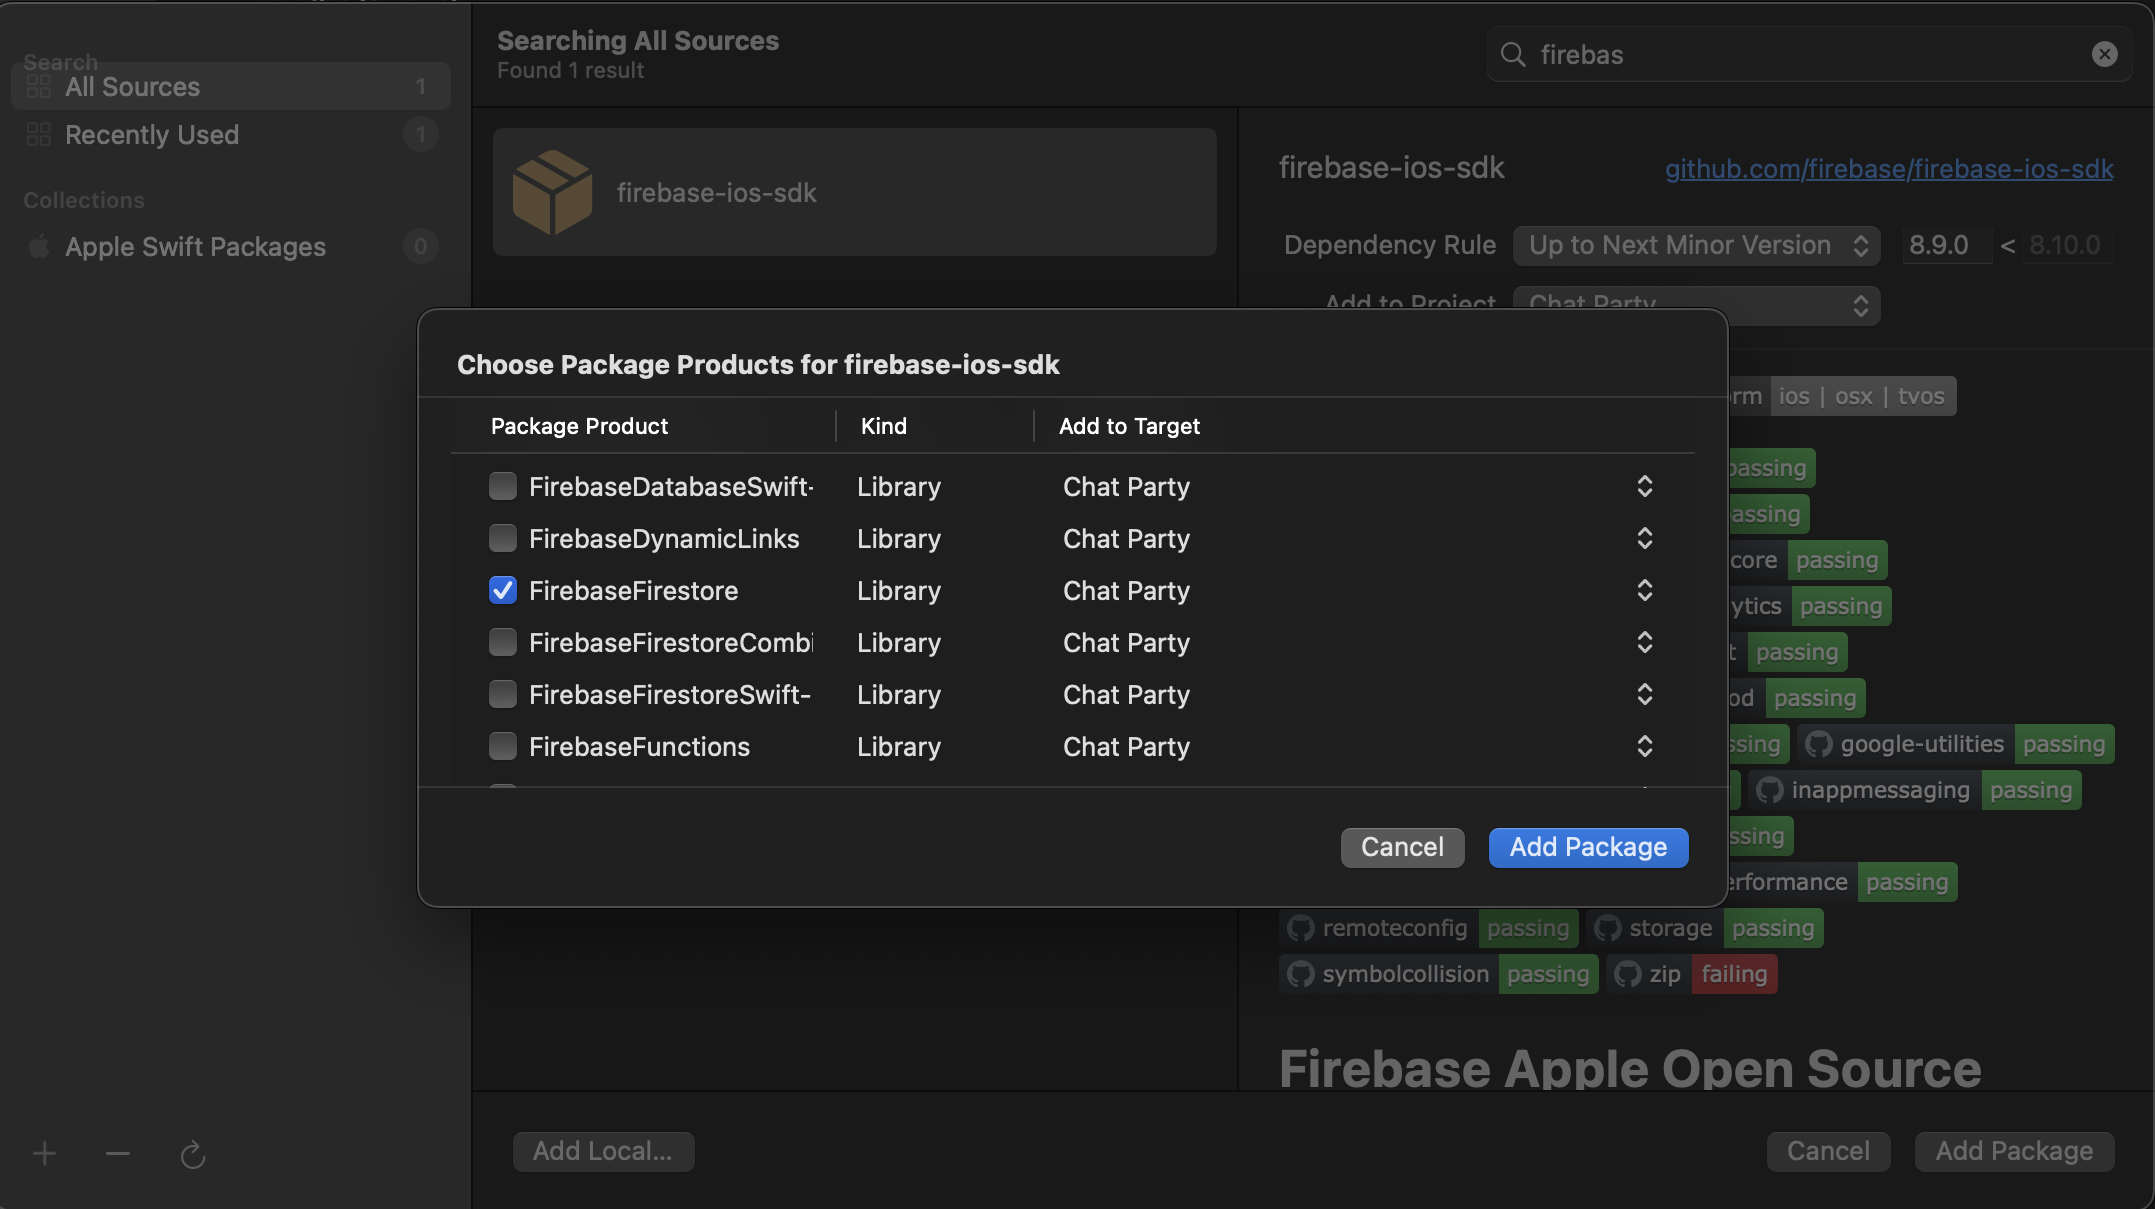 Search
All Sources 1
Recently Used 1
Collections
Apple Swift Packages 0
Searching All Sources
Found 1 result
firebas
firebase-ios-sdk
firebase-ios-sdk github.com/firebase/firebase-ios-sdk
Dependency Rule Up to Next Minor Version 8.9.0 < 8.10.0
Add to Project Chat Party
Choose Package Products for firebase-ios-sdk
Package Product Kind Add to Target
FirebaseDatabaseSwift- Library Chat Party
FirebaseDynamicLinks Library Chat Party
FirebaseFirestore Library Chat Party
FirebaseFirestoreCombi Library Chat Party
FirebaseFirestoreSwift- Library Chat Party
FirebaseFunctions Library Chat Party
Cancel Add Package
rm ios | osx | tvos
passing
assing
core passing
ytics passing
t passing
od passing
ssing google-utilities passing
inappmessaging passing
ssing
erformance passing
remoteconfig passing storage passing
symbolcollision passing zip failing
Firebase Apple Open Source
Add Local... Cancel Add Package